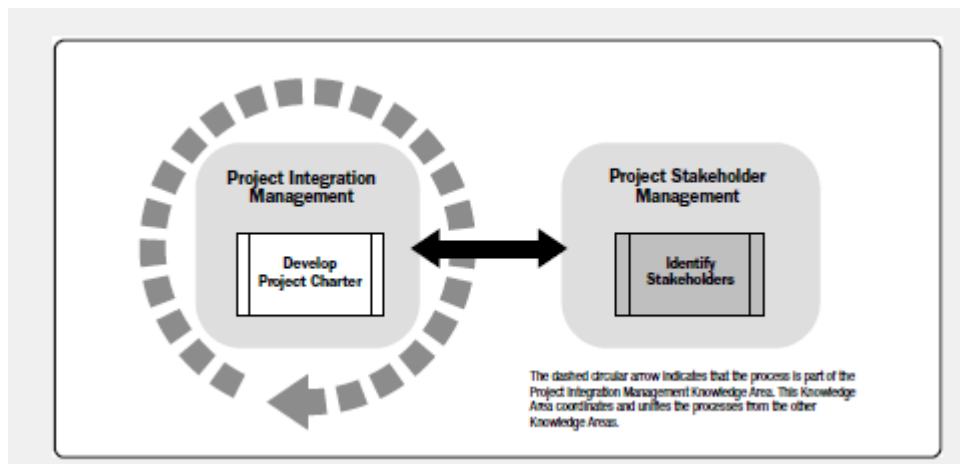 Project Integration
Management
Develop
Project Charter
Project Stakeholder
Management
Identify
Stakeholders
The dashed circular arrow indicates that the process is part of the
Project Integration Management Knowledge Area. This Knowledge
Area coordinates and unifies the processes from the other
Knowledge Areas.